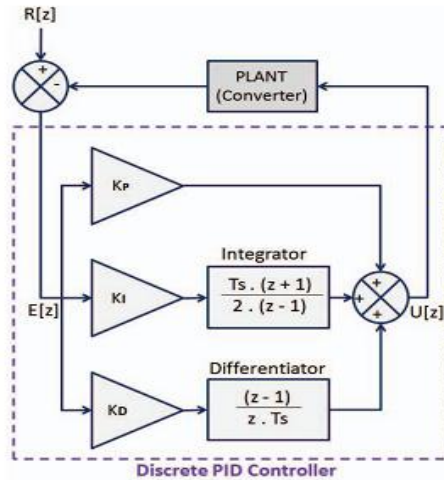 R[z]
+
-
PLANT
(Converter)
KP
Integrator
KI
Ts . (z + 1)
2 . (z - 1)
+
+
+
E[z]
U[z]
Differentiator
KD
(z - 1)
z . Ts
Discrete PID Controller